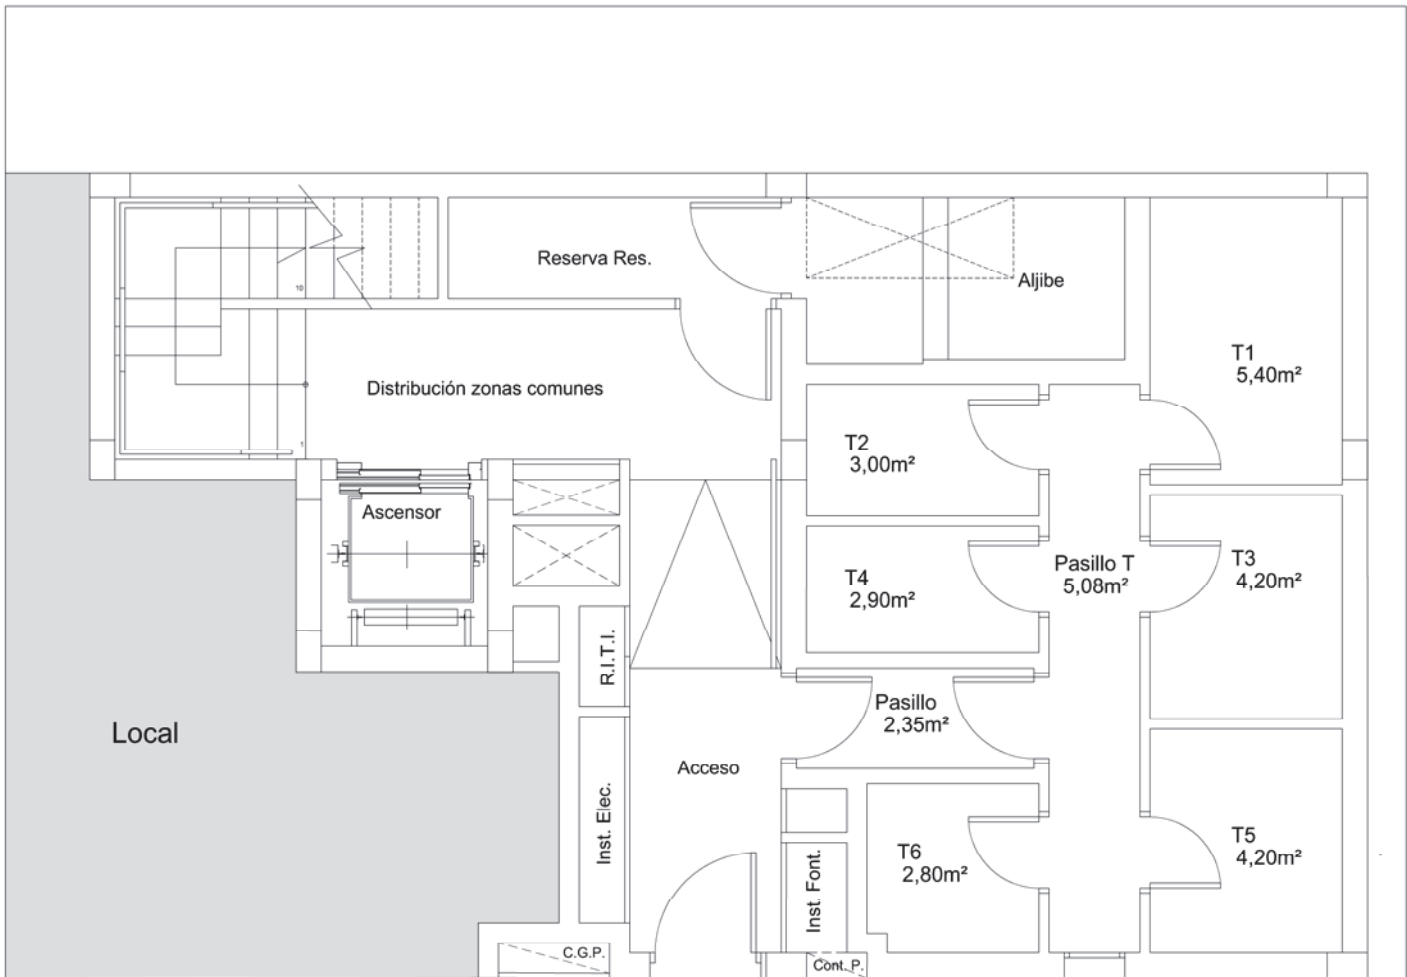 Reserva Res.
Aljibe
10
T1
5,40m²
Distribución zonas comunes
T2
3,00m²
1
Ascensor
T3
4,20m²
Pasillo T
5,08m²
T4
2,90m²
R.I.T.I.
Pasillo
2,35m²
Local
Acceso
Inst. Elec.
T5
4,20m²
T6
2,80m²
Inst. Font.
C.G.P.
Cont. P.